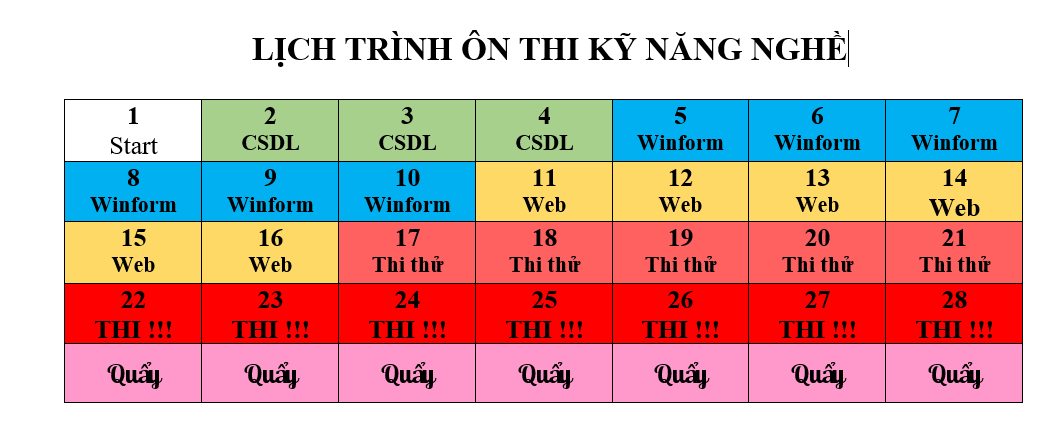 LỊCH TRÌNH ÔN THI KỸ NĂNG NGHỀ
1 2 3 4 5 6 7
Start CSDL CSDL CSDL Winform Winform Winform
8 9 10 11 12 13 14
Winform Winform Winform Web Web Web Web
15 16 17 18 19 20 21
Web Web Thi thử Thi thử Thi thử Thi thử Thi thử
22 23 24 25 26 27 28
THI !!! THI !!! THI !!! THI !!! THI !!! THI !!! THI !!!
Quẩy Quẩy Quẩy Quẩy Quẩy Quẩy Quẩy